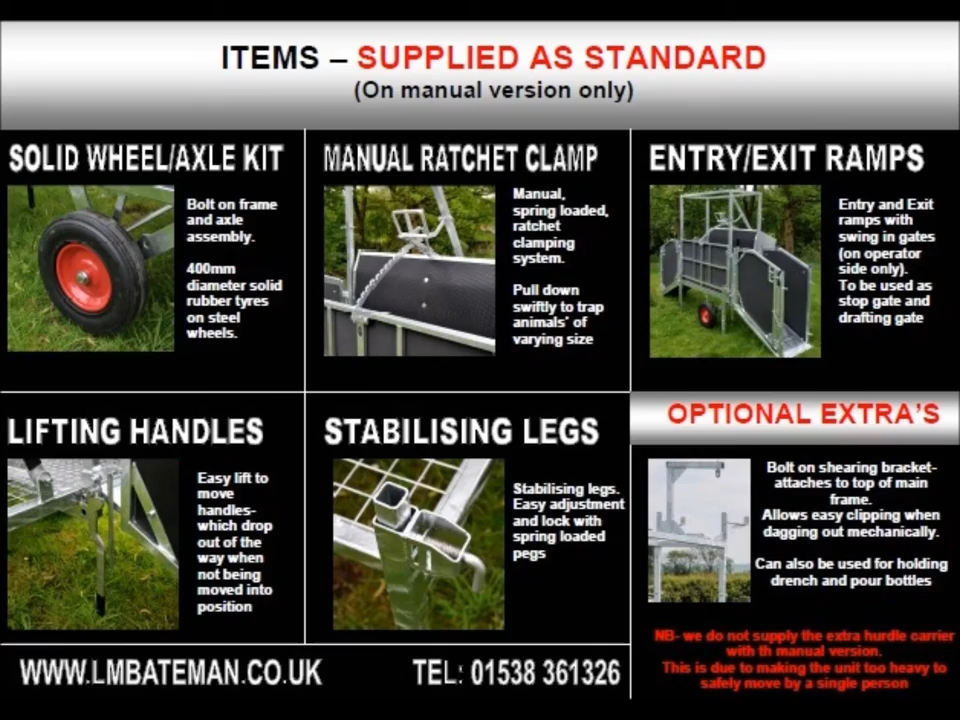 ITEMS – SUPPLIED AS STANDARD
(On manual version only)
SOLID WHEEL/AXLE KIT
Bolt on frame
and axle
assembly.
400mm
diameter solid
rubber tyres
on steel
wheels.
MANUAL RATCHET CLAMP
Manual,
spring loaded,
ratchet
clamping
system.
Pull down
swiftly to trap
animals' of
varying size
ENTRY/EXIT RAMPS
Entry and Exit
ramps with
swing in gates
(on operator
side only).
To be used as
stop gate and
drafting gate
LIFTING HANDLES
Easy lift to
move
handles-
which drop
out of the
way when
not being
moved into
position
STABILISING LEGS
Stabilising legs.
Easy adjustment
and lock with
spring loaded
pegs
OPTIONAL EXTRA'S
Bolt on shearing bracket-
attaches to top of main
frame.
Allows easy clipping when
dagging out mechanically.
Can also be used for holding
drench and pour bottles
NB- we do not supply the extra hurdle carrier
with th manual version.
This is due to making the unit too heavy to
safely move by a single person
WWW.LMBATEMAN.CO.UK
TEL: 01538 361326